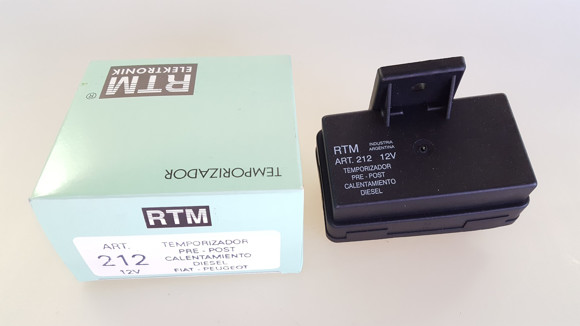 RTM
ELEKTRONIK
®
TEMPORIZADOR
RTM
ART.
212
12V
TEMPORIZADOR
PRE - POST
CALENTAMIENTO
DIESEL
FIAT - PEUGEOT
RTM INDUSTRIA
ARGENTINA
ART. 212 12V
TEMPORIZADOR
PRE - POST
CALENTAMIENTO
DIESEL